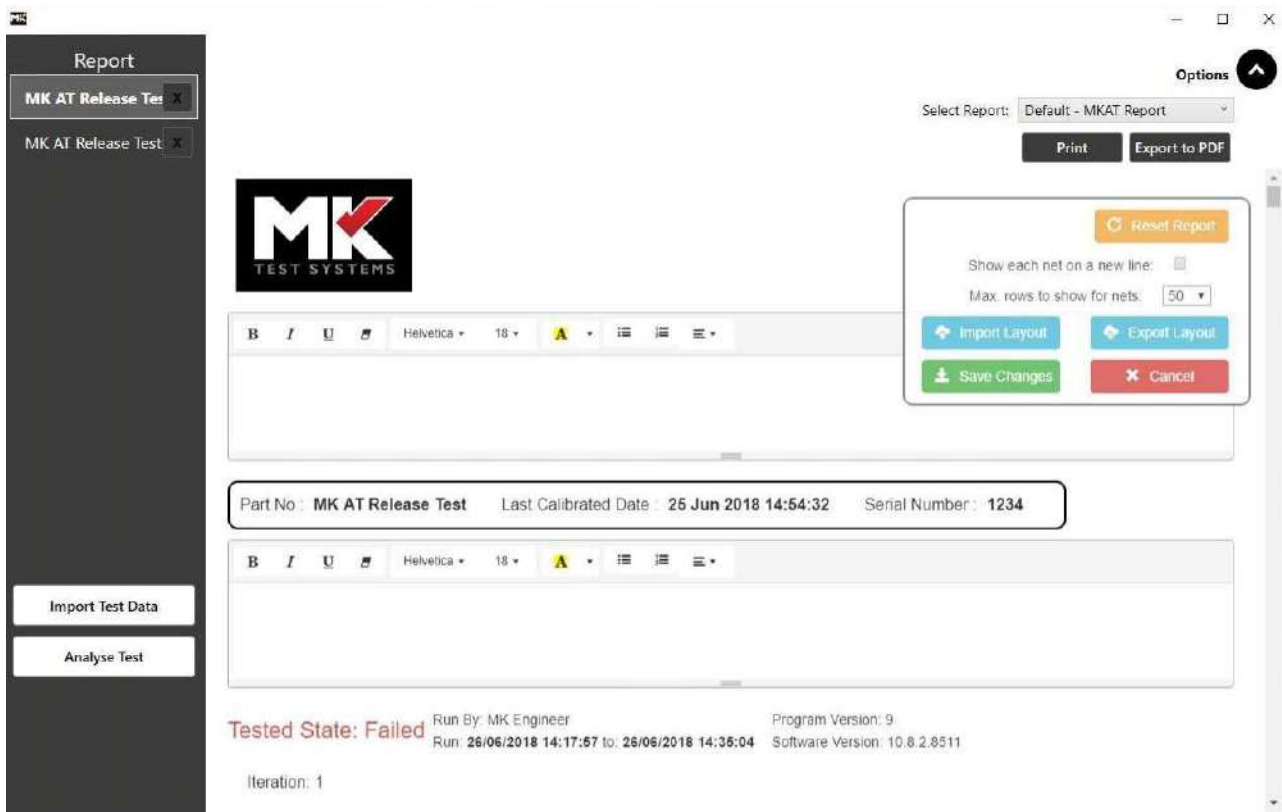 MK
Report
MK AT Release Tes X
MK AT Release Test X
Import Test Data
Analyse Test
Options
Select Report: Default - MKAT Report
Print Export to PDF
MK
TEST SYSTEMS
Reset Report
Show each net on a new line:
Max. rows to show for nets: 50
Import Layout Export Layout
Save Changes Cancel
B I U Helvetica 18 A
Part No : MK AT Release Test Last Calibrated Date : 25 Jun 2018 14:54:32 Serial Number : 1234
B I U Helvetica 18 A
Tested State: Failed
Run By: MK Engineer Program Version: 9
Run: 26/06/2018 14:17:57 to: 26/06/2018 14:35:04 Software Version: 10.8.2.8511
Iteration: 1